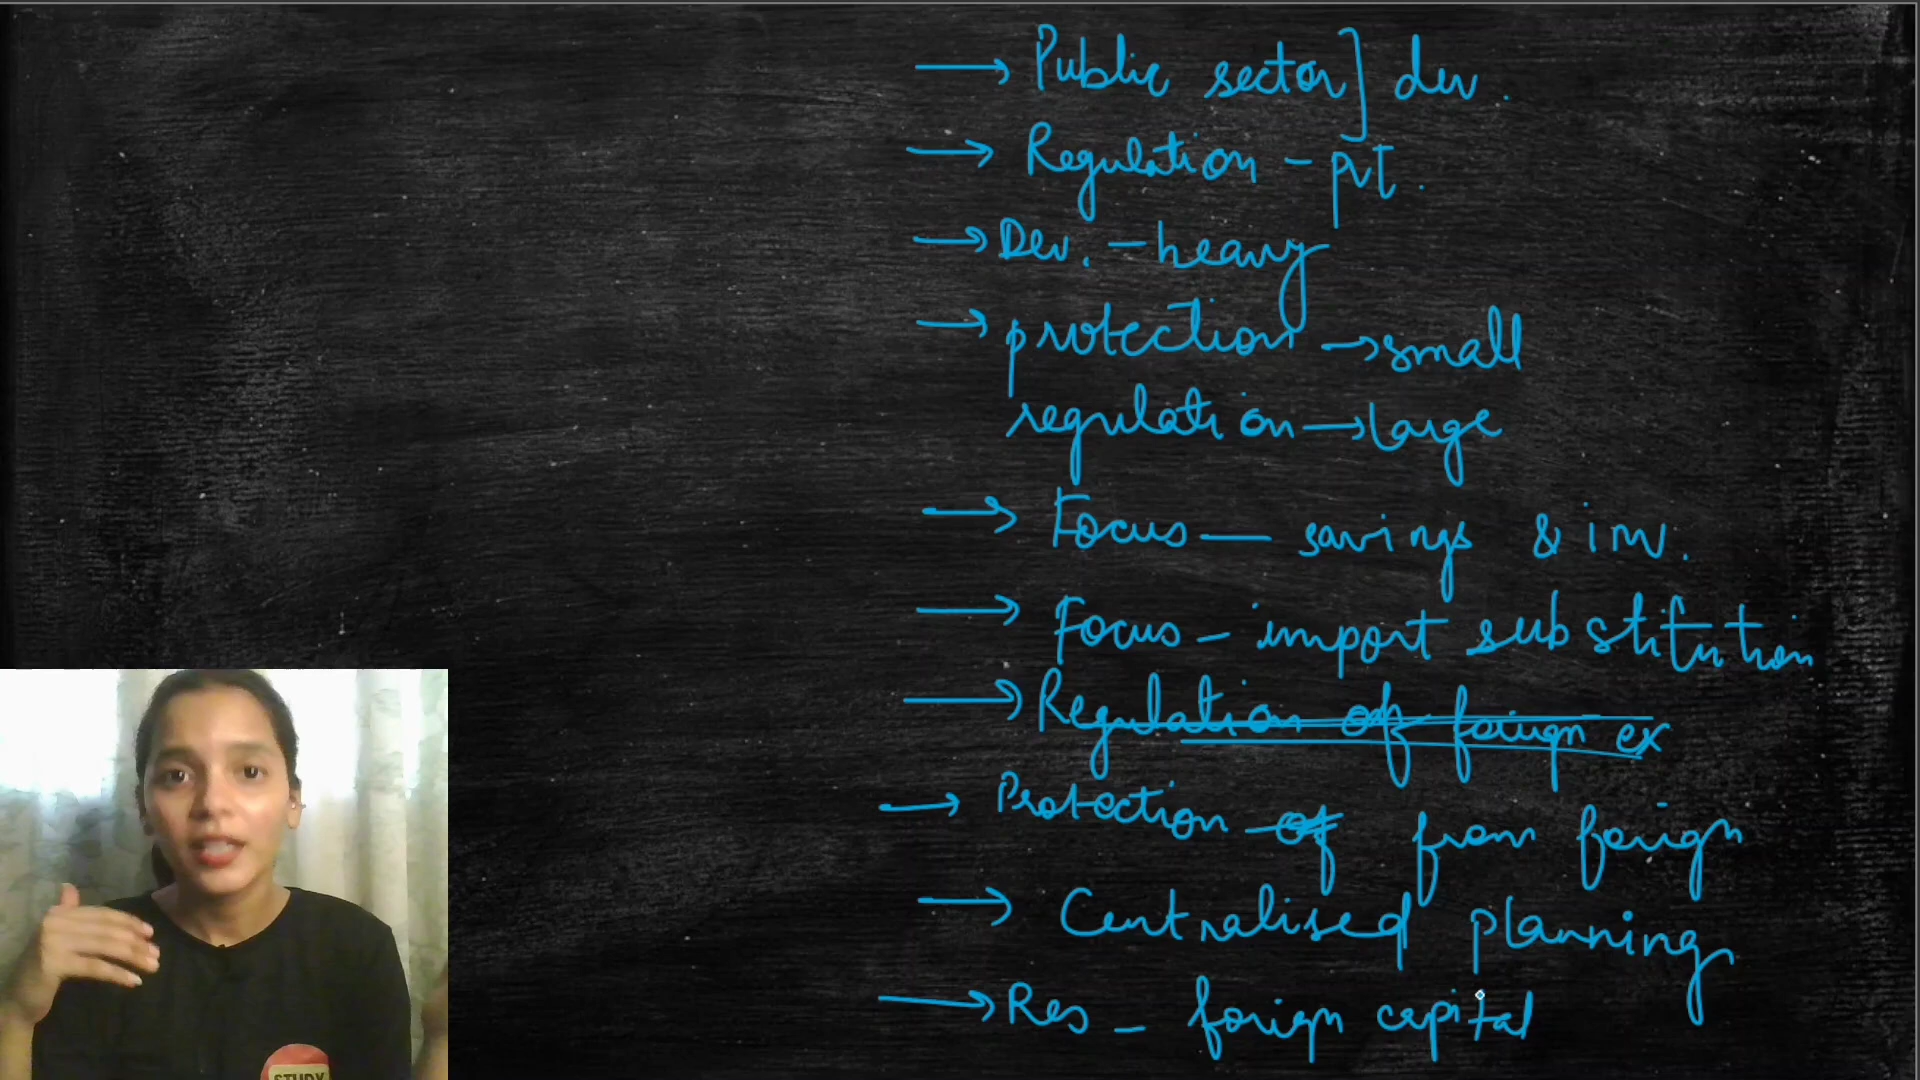 → Public sector] dev.
→ Regulation - pvt.
→ Dev. - heavy
→ protection → small
regulation → large
→ Focus — savings & inv.
→ Focus - import substitution
→ Regulation of foreign ex
→ Protection of from foreign
→ Centralised planning
→ Res - foreign capital
STUDY